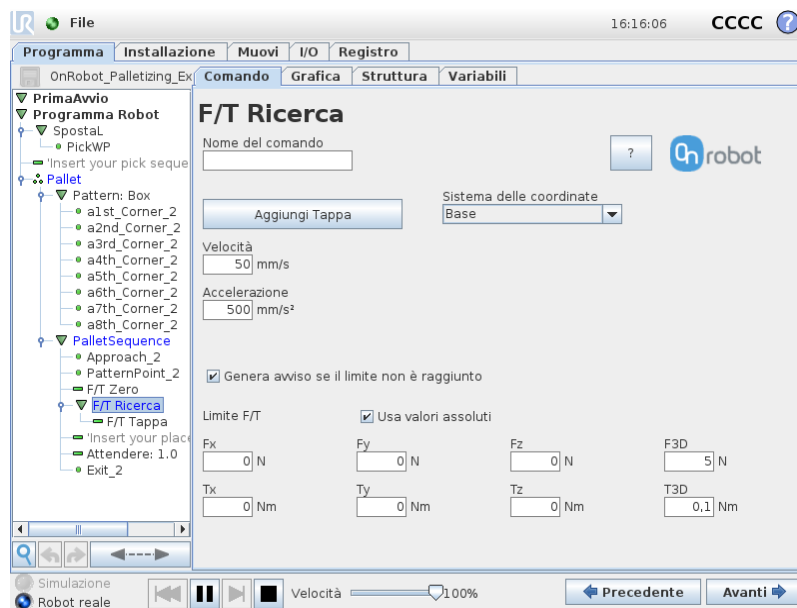 File
16:16:06
CCCC
?
Programma
Installazione
Muovi
I/O
Registro
OnRobot_Palletizing_Ex
Comando
Grafica
Struttura
Variabili
PrimaAvvio
Programma Robot
SpostaL
PickWP
'Insert your pick seque
Pallet
Pattern: Box
a1st_Corner_2
a2nd_Corner_2
a3rd_Corner_2
a4th_Corner_2
a5th_Corner_2
a6th_Corner_2
a7th_Corner_2
a8th_Corner_2
PalletSequence
Approach_2
PatternPoint_2
F/T Zero
F/T Ricerca
F/T Tappa
'Insert your place
Attendere: 1.0
Exit_2
F/T Ricerca
Nome del comando
?
On robot
Aggiungi Tappa
Sistema delle coordinate
Base
Velocità
50 mm/s
Accelerazione
500 mm/s²
Genera avviso se il limite non è raggiunto
Limite F/T
Usa valori assoluti
Fx
0 N
Fy
0 N
Fz
0 N
F3D
5 N
Tx
0 Nm
Ty
0 Nm
Tz
0 Nm
T3D
0,1 Nm
Simulazione
Robot reale
Velocità
100%
Precedente
Avanti